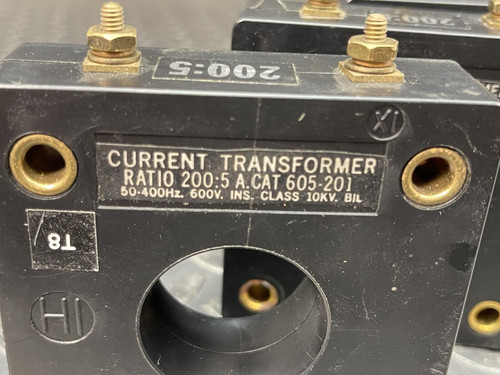 200:5
X1
CURRENT TRANSFORMER
RATIO 200:5 A.CAT 605-201
50-400Hz. 600V. INS. CLASS 10KV. BIL
T8
H1